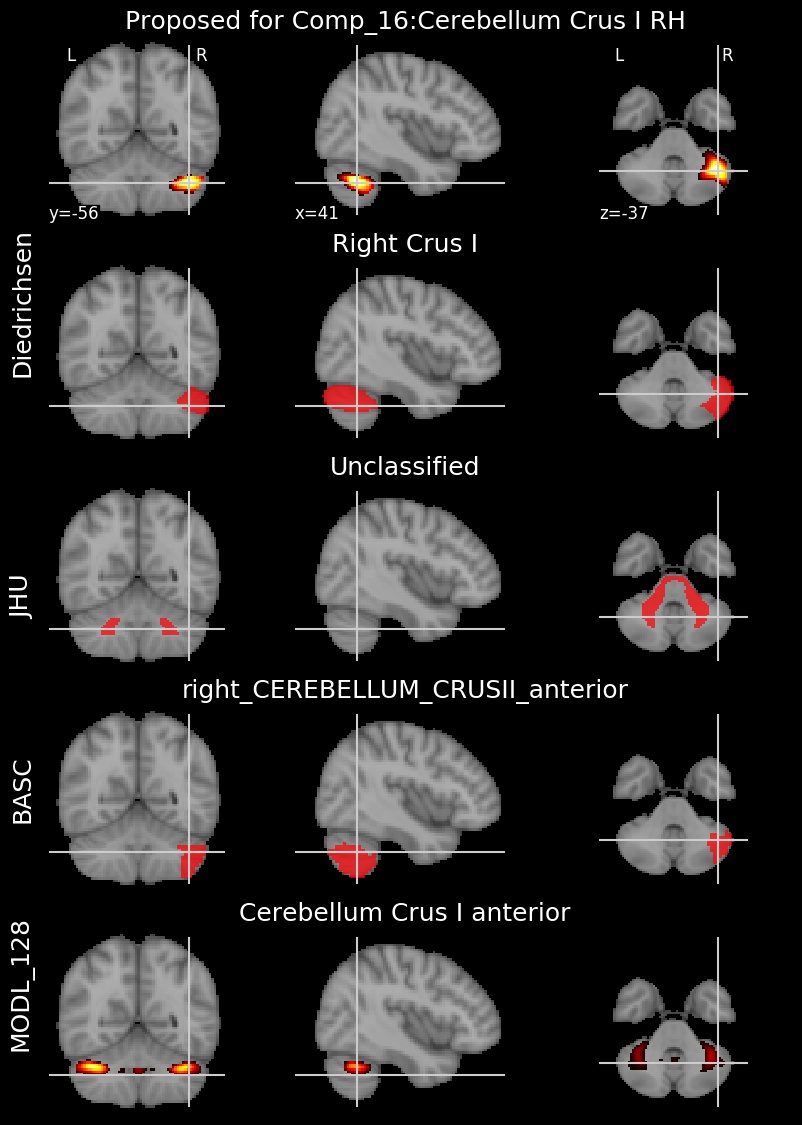 Proposed for Comp_16:Cerebellum Crus I RH
L R L R
y=-56 x=41 z=-37
Diedrichsen
Right Crus I
JHU
Unclassified
BASC
right_CEREBELLUM_CRUSII_anterior
MODL_128
Cerebellum Crus I anterior